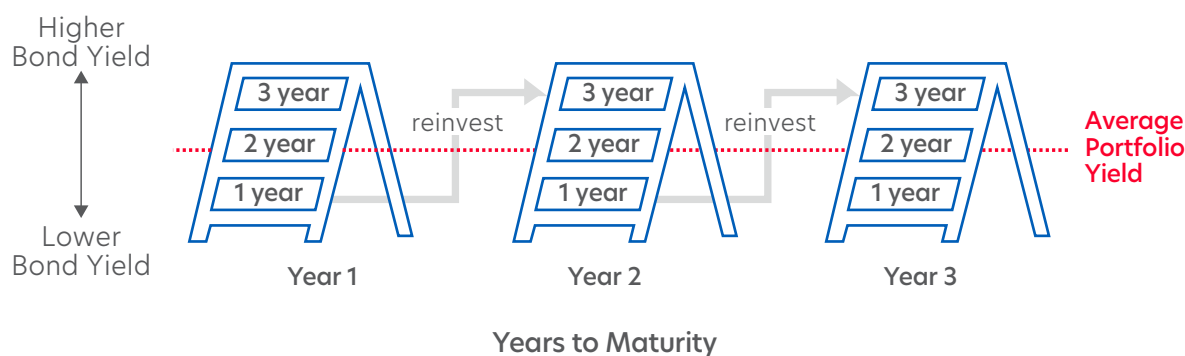 Higher
Bond Yield
Lower
Bond Yield
3 year
2 year
1 year
Year 1
reinvest
3 year
2 year
1 year
Year 2
reinvest
3 year
2 year
1 year
Year 3
Average
Portfolio
Yield
Years to Maturity